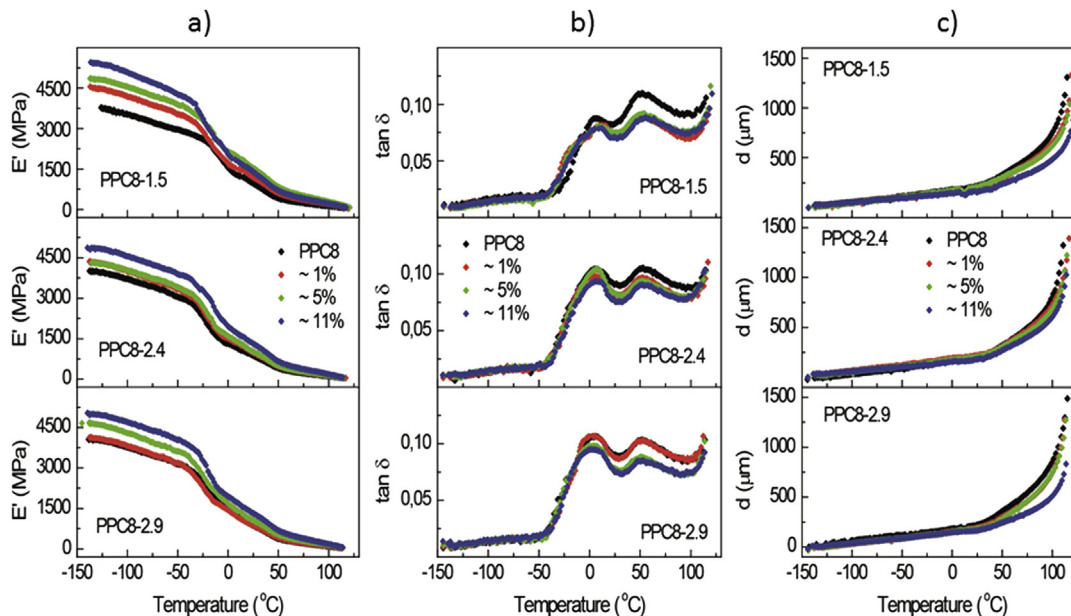 a)
b)
c)
E' (MPa)
4500
3000
1500
0
PPC8-1.5
E' (MPa)
4500
3000
1500
0
PPC8
~ 1%
~ 5%
~ 11%
PPC8-2.4
E' (MPa)
4500
3000
1500
0
PPC8-2.9
-150 -100 -50 0 50 100
Temperature (°C)
tan δ
0,10
0,05
PPC8-1.5
tan δ
0,10
0,05
PPC8
~ 1%
~ 5%
~ 11%
PPC8-2.4
tan δ
0,10
0,05
PPC8-2.9
-150 -100 -50 0 50 100
Temperature (°C)
d (μm)
1500
1000
500
0
PPC8-1.5
d (μm)
1500
1000
500
0
PPC8-2.4
PPC8
~ 1%
~ 5%
~ 11%
d (μm)
1500
1000
500
0
PPC8-2.9
-150 -100 -50 0 50 100
Temperature (°C)